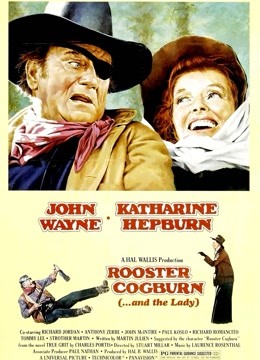 JOHN WAYNE · KATHARINE HEPBURN
A HAL WALLIS Production
ROOSTER
COGBURN
(...and the Lady)
Co-starring RICHARD JORDAN · ANTHONY ZERBE · JOHN McINTIRE · PAUL KOSLO · RICHARD ROMANCITO
TOMMY LEE · STROTHER MARTIN · Written by MARTIN JULIEN · Suggested by the character "Rooster Cogburn"
from the novel TRUE GRIT by CHARLES PORTIS · Directed by STUART MILLAR · Music by LAURENCE ROSENTHAL
Associate Producer PAUL NATHAN · Produced by HAL B. WALLIS
A UNIVERSAL PICTURE · TECHNICOLOR® · PANAVISION®
PG PARENTAL GUIDANCE SUGGESTED